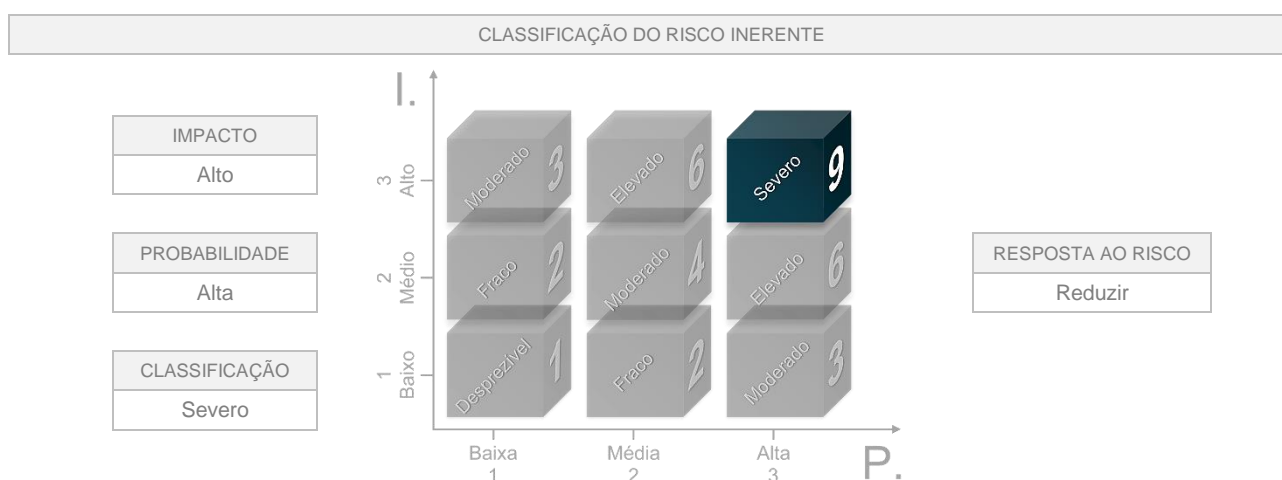 CLASSIFICAÇÃO DO RISCO INERENTE
I.
IMPACTO
Alto
PROBABILIDADE
Alta
CLASSIFICAÇÃO
Severo
3
Alto
2
Médio
1
Baixo
Moderado 3
Elevado 6
Severo 9
Fraco 2
Moderado 4
Elevado 6
Desprezível 1
Fraco 2
Moderado 3
Baixa
1
Média
2
Alta
3
P.
RESPOSTA AO RISCO
Reduzir